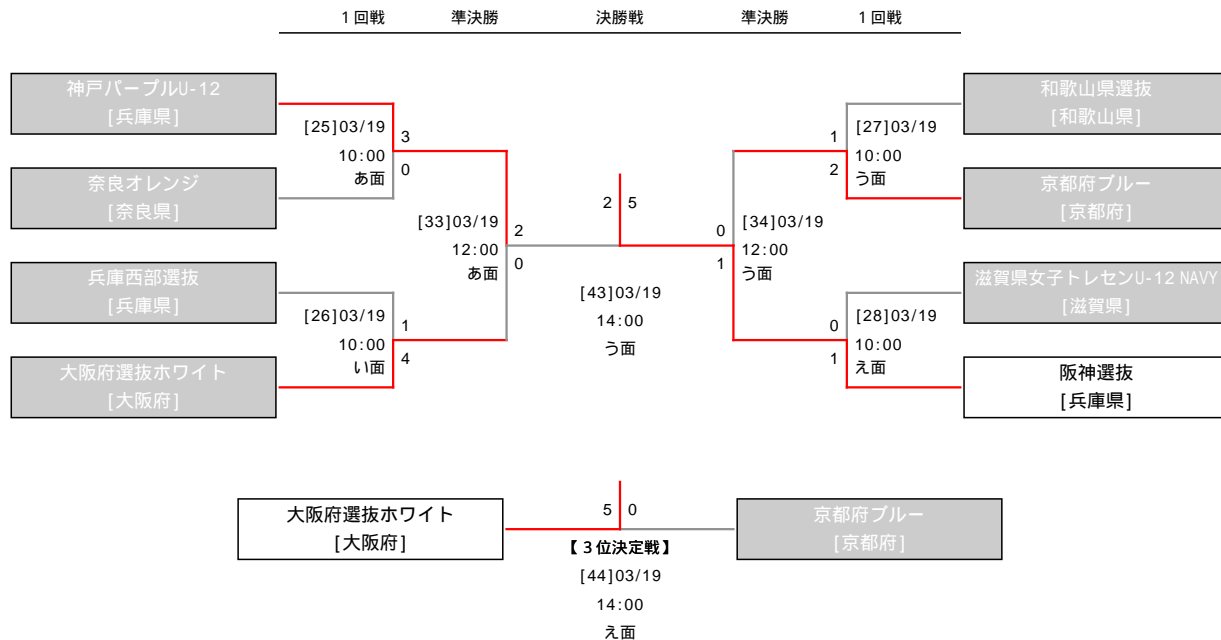 1回戦 準決勝 決勝戦 準決勝 1回戦
神戸パープルU-12
[兵庫県]
[25]03/19
10:00
あ面
3
0
奈良オレンジ
[奈良県]
[33]03/19
12:00
あ面
2
0
兵庫西部選抜
[兵庫県]
[26]03/19
10:00
い面
1
4
大阪府選抜ホワイト
[大阪府]
2 5
[43]03/19
14:00
う面
和歌山県選抜
[和歌山県]
1
2
[27]03/19
10:00
う面
京都府ブルー
[京都府]
0
1
[34]03/19
12:00
う面
滋賀県女子トレセンU-12 NAVY
[滋賀県]
0
1
[28]03/19
10:00
え面
阪神選抜
[兵庫県]
大阪府選抜ホワイト
[大阪府]
5 0
京都府ブルー
[京都府]
【3位決定戦】
[44]03/19
14:00
え面